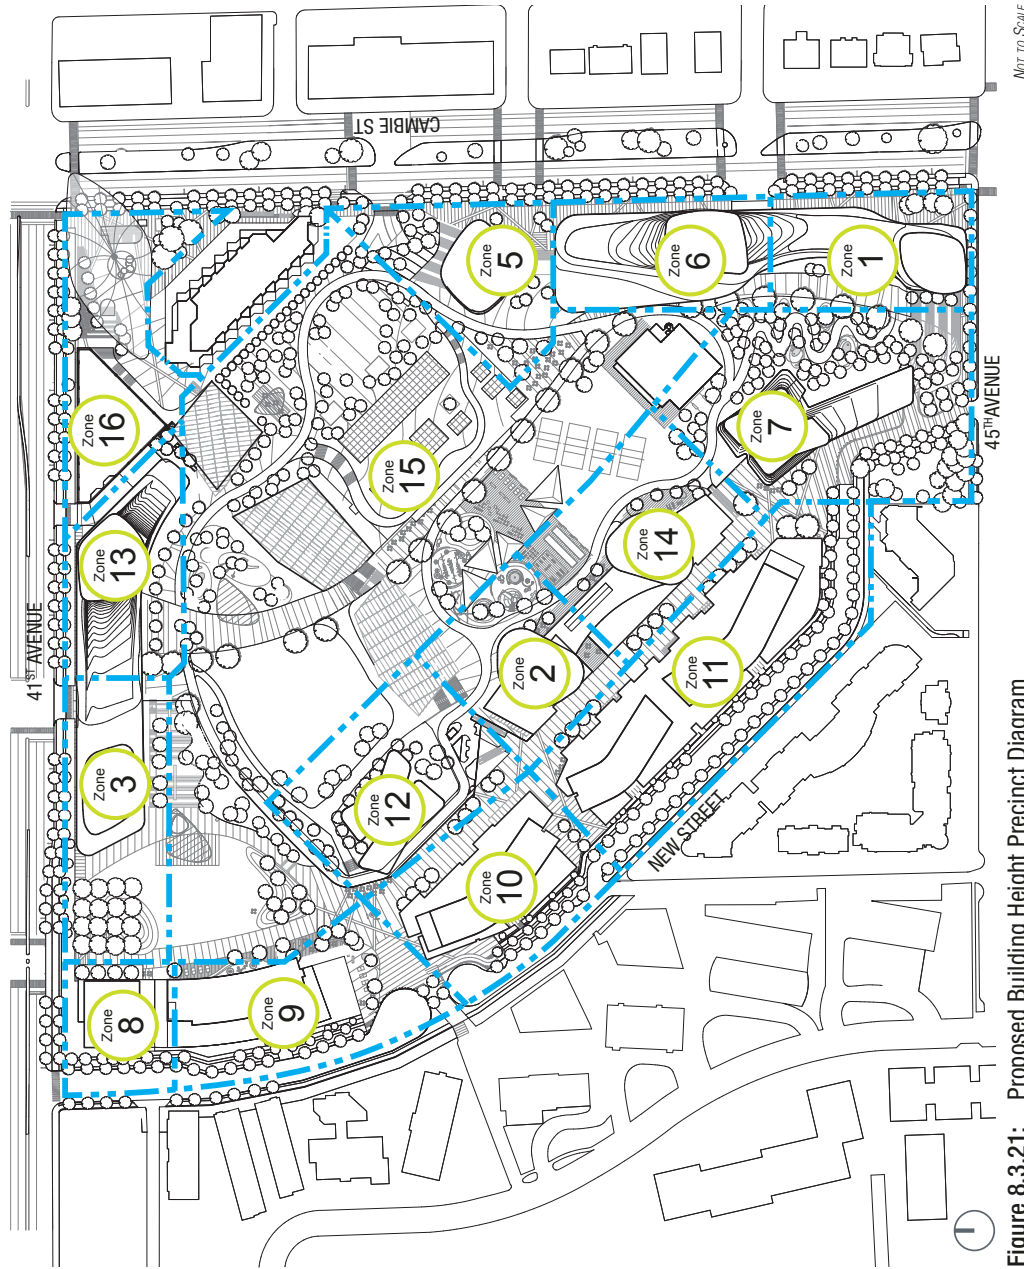 NOT TO SCALE
CAMBIE ST
41ST AVENUE
45TH AVENUE
NEW STREET
Zone
16
Zone
5
Zone
6
Zone
1
Zone
13
Zone
15
Zone
7
Zone
14
Zone
3
Zone
2
Zone
11
Zone
12
Zone
10
Zone
8
Zone
9
Figure 8.3.21: Proposed Building Height Precinct Diagram